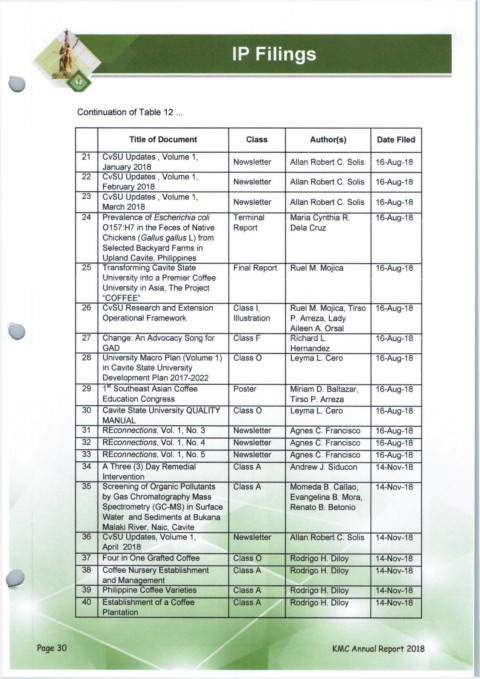 IP Filings
Continuation of Table 12 ...
Title of Document Class Author(s) Date Filed
21 CvSU Updates , Volume 1, January 2018 Newsletter Allan Robert C. Solis 16-Aug-18
22 CvSU Updates , Volume 1, February 2018 Newsletter Allan Robert C. Solis 16-Aug-18
23 CvSU Updates , Volume 1, March 2018 Newsletter Allan Robert C. Solis 16-Aug-18
24 Prevalence of Escherichia coli Terminal Maria Cynthia R. 16-Aug-18
O157:H7 in the Feces of Native Report Dela Cruz
Chickens (Gallus gallus L) from
Selected Backyard Farms in
Upland Cavite, Philippines
25 Transforming Cavite State Final Report Ruel M. Mojica 16-Aug-18
University into a Premier Coffee
University in Asia, The Project
"COFFEE"
26 CvSU Research and Extension Class I, Ruel M. Mojica, Tirso 16-Aug-18
Operational Framework Illustration P. Arreza, Lady
Aileen A. Orsal
27 Change: An Advocacy Song for Class F Richard L. 16-Aug-18
GAD Hernandez
28 University Macro Plan (Volume 1) Class O Leyma L. Cero 16-Aug-18
in Cavite State University
Development Plan 2017-2022
29 1st Southeast Asian Coffee Poster Miriam D. Baltazar, 16-Aug-18
Education Congress Tirso P. Arreza
30 Cavite State University QUALITY Class O Leyma L. Cero 16-Aug-18
MANUAL
31 REconnections, Vol. 1, No. 3 Newsletter Agnes C. Francisco 16-Aug-18
32 REconnections, Vol. 1, No. 4 Newsletter Agnes C. Francisco 16-Aug-18
33 REconnections, Vol. 1, No. 5 Newsletter Agnes C. Francisco 16-Aug-18
34 A Three (3) Day Remedial Class A Andrew J. Siducon 14-Nov-18
Intervention
35 Screening of Organic Pollutants Class A Momeda B. Callao, 14-Nov-18
by Gas Chromatography Mass Evangelina B. Mora,
Spectrometry (GC-MS) in Surface Renato B. Betonio
Water and Sediments at Bukana
Malaki River, Naic, Cavite
36 CvSU Updates, Volume 1, Newsletter Allan Robert C. Solis 14-Nov-18
April 2018
37 Four in One Grafted Coffee Class O Rodrigo H. Diloy 14-Nov-18
38 Coffee Nursery Establishment Class A Rodrigo H. Diloy 14-Nov-18
and Management
39 Philippine Coffee Varieties Class A Rodrigo H. Diloy 14-Nov-18
40 Establishment of a Coffee Class A Rodrigo H. Diloy 14-Nov-18
Plantation
Page 30 KMC Annual Report 2018